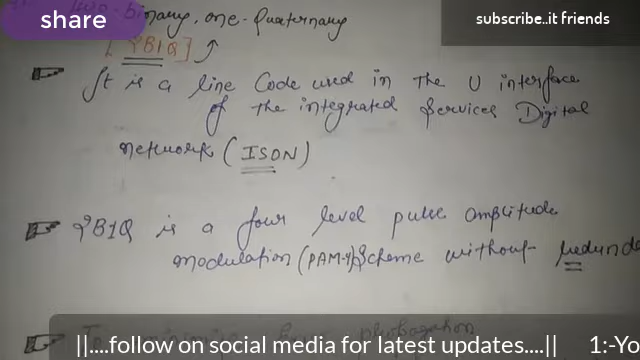 share
subscribe..it friends
two-binary, one-Quaternary
[2B1Q]
It is a line Code used in The U interface
of the integrated Services Digital
network (ISDN)
2B1Q is a four level pulse amplitude
modulation (PAM-4) Scheme without
||....follow on social media for latest updates....|| 1:-Yo